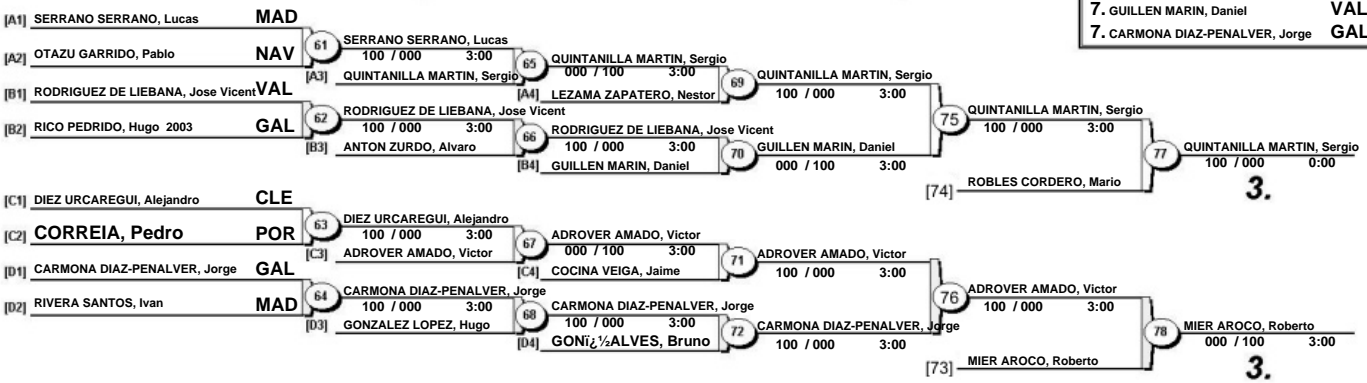 7. GUILLEN MARIN, Daniel VAL
7. CARMONA DIAZ-PENALVER, Jorge GAL
[A1] SERRANO SERRANO, Lucas MAD
[A2] OTAZU GARRIDO, Pablo NAV
61
SERRANO SERRANO, Lucas
100 / 000 3:00
[A3] QUINTANILLA MARTIN, Sergio
65
QUINTANILLA MARTIN, Sergio
000 / 100 3:00
[A4] LEZAMA ZAPATERO, Nestor
69
QUINTANILLA MARTIN, Sergio
100 / 000 3:00
[B1] RODRIGUEZ DE LIEBANA, Jose Vicent VAL
[B2] RICO PEDRIDO, Hugo 2003 GAL
62
RODRIGUEZ DE LIEBANA, Jose Vicent
100 / 000 3:00
[B3] ANTON ZURDO, Alvaro
66
RODRIGUEZ DE LIEBANA, Jose Vicent
100 / 000 3:00
[B4] GUILLEN MARIN, Daniel
70
GUILLEN MARIN, Daniel
000 / 100 3:00
75
QUINTANILLA MARTIN, Sergio
100 / 000 3:00
[74] ROBLES CORDERO, Mario
77
QUINTANILLA MARTIN, Sergio
100 / 000 0:00
3.
[C1] DIEZ URCAREGUI, Alejandro CLE
[C2] CORREIA, Pedro POR
63
DIEZ URCAREGUI, Alejandro
100 / 000 3:00
[C3] ADROVER AMADO, Victor
67
ADROVER AMADO, Victor
000 / 100 3:00
[C4] COCINA VEIGA, Jaime
71
ADROVER AMADO, Victor
100 / 000 3:00
[D1] CARMONA DIAZ-PENALVER, Jorge GAL
[D2] RIVERA SANTOS, Ivan MAD
64
CARMONA DIAZ-PENALVER, Jorge
100 / 000 3:00
[D3] GONZALEZ LOPEZ, Hugo
68
CARMONA DIAZ-PENALVER, Jorge
100 / 000 3:00
[D4] GONï¿½ALVES, Bruno
72
CARMONA DIAZ-PENALVER, Jorge
100 / 000 3:00
76
ADROVER AMADO, Victor
100 / 000 3:00
[73] MIER AROCO, Roberto
78
MIER AROCO, Roberto
000 / 100 3:00
3.